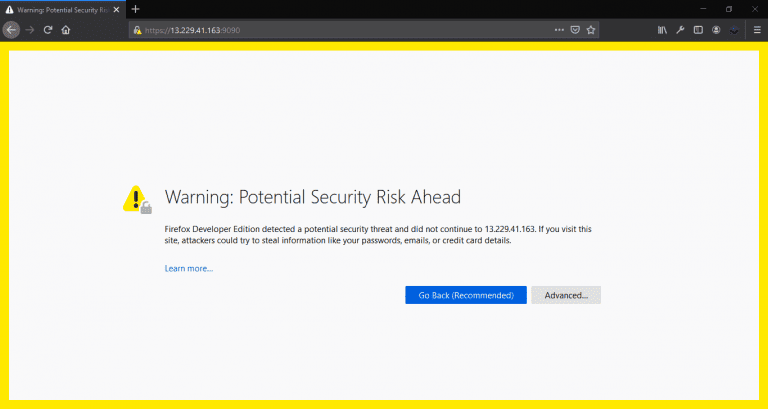 Warning: Potential Security Ris
https://13.229.41.163:9090
Warning: Potential Security Risk Ahead
Firefox Developer Edition detected a potential security threat and did not continue to 13.229.41.163. If you visit this
site, attackers could try to steal information like your passwords, emails, or credit card details.
Learn more...
Go Back (Recommended)
Advanced...